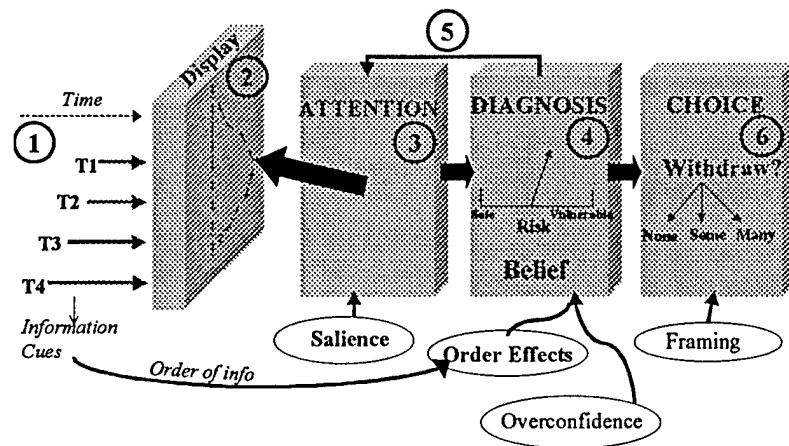 5
Display
2
Time
1
T1
T2
T3
T4
Information
Cues
Order of info
ATTENTION
3
Salience
DIAGNOSIS
4
Safe
Vulnerable
Risk
Belief
Order Effects
Overconfidence
CHOICE
6
Withdraw?
None Some Many
Framing